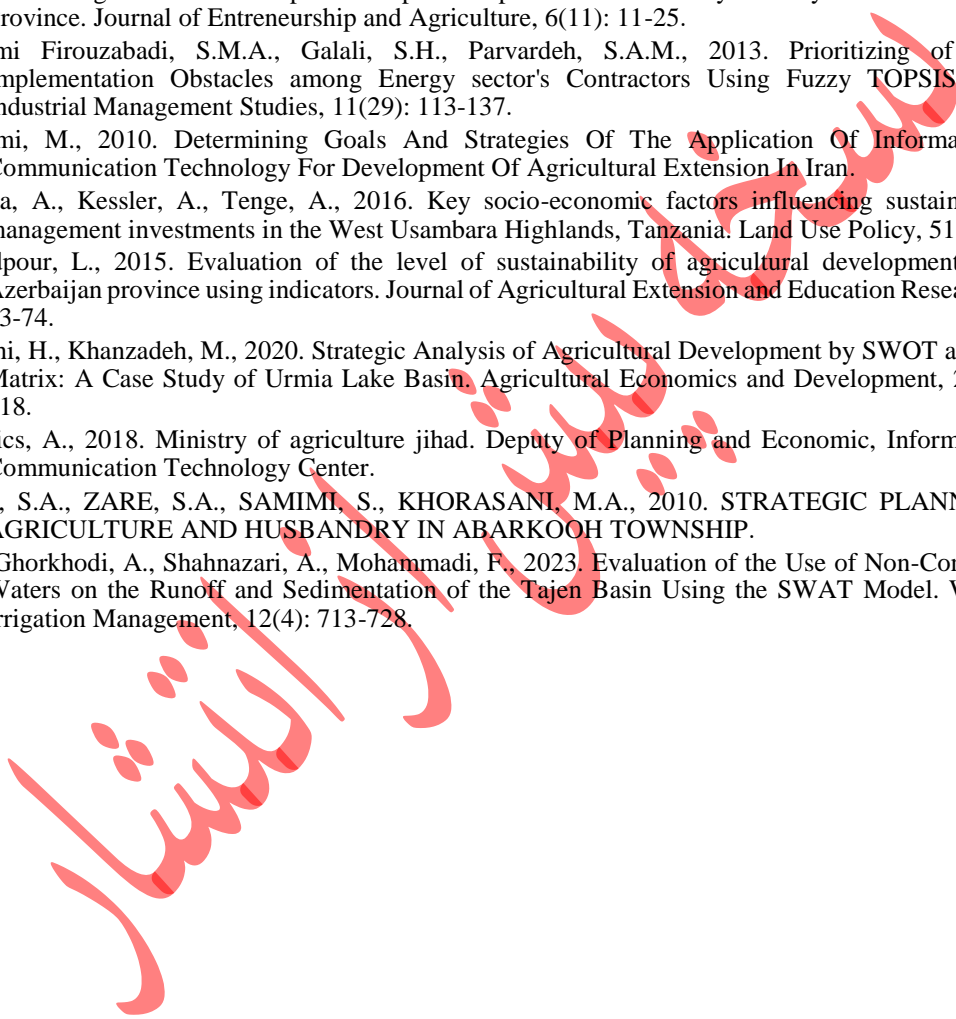 province. Journal of Entreneurship and Agriculture, 6(11): 11-25.
mi Firouzabadi, S.M.A., Galali, S.H., Parvardeh, S.A.M., 2013. Prioritizing of
mplementation Obstacles among Energy sector's Contractors Using Fuzzy TOPSIS
ndustrial Management Studies, 11(29): 113-137.
mi, M., 2010. Determining Goals And Strategies Of The Application Of Informa
Communication Technology For Development Of Agricultural Extension In Iran.
a, A., Kessler, A., Tenge, A., 2016. Key socio-economic factors influencing sustain
management investments in the West Usambara Highlands, Tanzania. Land Use Policy, 51
dpour, L., 2015. Evaluation of the level of sustainability of agricultural development
Azerbaijan province using indicators. Journal of Agricultural Extension and Education Resea
3-74.
ni, H., Khanzadeh, M., 2020. Strategic Analysis of Agricultural Development by SWOT a
Matrix: A Case Study of Urmia Lake Basin. Agricultural Economics and Development, 2
18.
ics, A., 2018. Ministry of agriculture jihad. Deputy of Planning and Economic, Inform
Communication Technology Center.
, S.A., ZARE, S.A., SAMIMI, S., KHORASANI, M.A., 2010. STRATEGIC PLANN
AGRICULTURE AND HUSBANDRY IN ABARKOOH TOWNSHIP.
Ghorkhodi, A., Shahnazari, A., Mohammadi, F., 2023. Evaluation of the Use of Non-Con
Waters on the Runoff and Sedimentation of the Tajen Basin Using the SWAT Model. W
rrigation Management, 12(4): 713-728.
نسخه پیش از انتشار